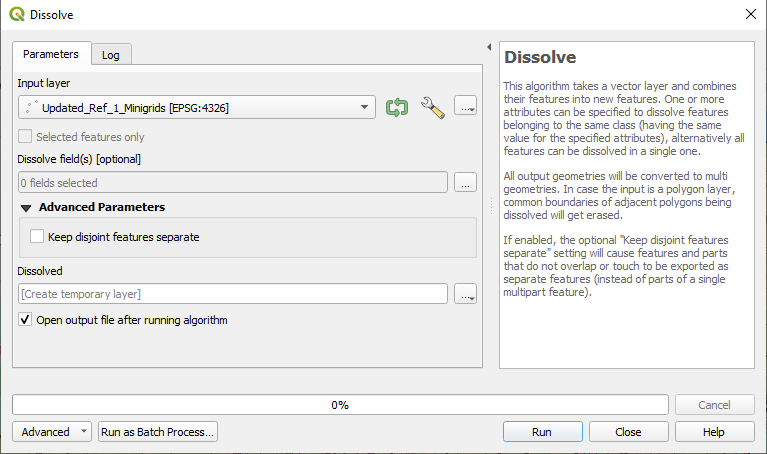 Dissolve
Parameters
Log
Input layer
Updated_Ref_1_Minigrids [EPSG:4326]
...
Selected features only
Dissolve field(s) [optional]
0 fields selected
...
Advanced Parameters
Keep disjoint features separate
Dissolved
[Create temporary layer]
...
Open output file after running algorithm
Dissolve
This algorithm takes a vector layer and combines
their features into new features. One or more
attributes can be specified to dissolve features
belonging to the same class (having the same
value for the specified attributes), alternatively all
features can be dissolved in a single one.
All output geometries will be converted to multi
geometries. In case the input is a polygon layer,
common boundaries of adjacent polygons being
dissolved will get erased.
If enabled, the optional "Keep disjoint features
separate" setting will cause features and parts
that do not overlap or touch to be exported as
separate features (instead of parts of a single
multipart feature).
0%
Cancel
Advanced
Run as Batch Process...
Run
Close
Help